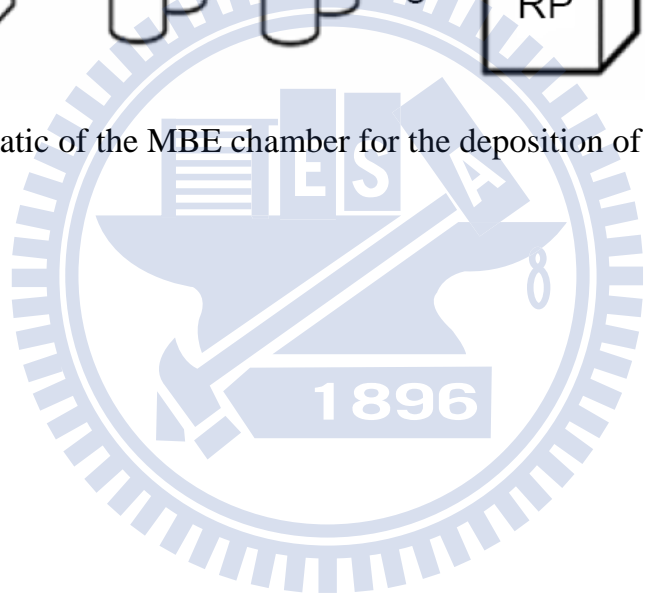 RP
atic of the MBE chamber for the deposition of
E S A
1896